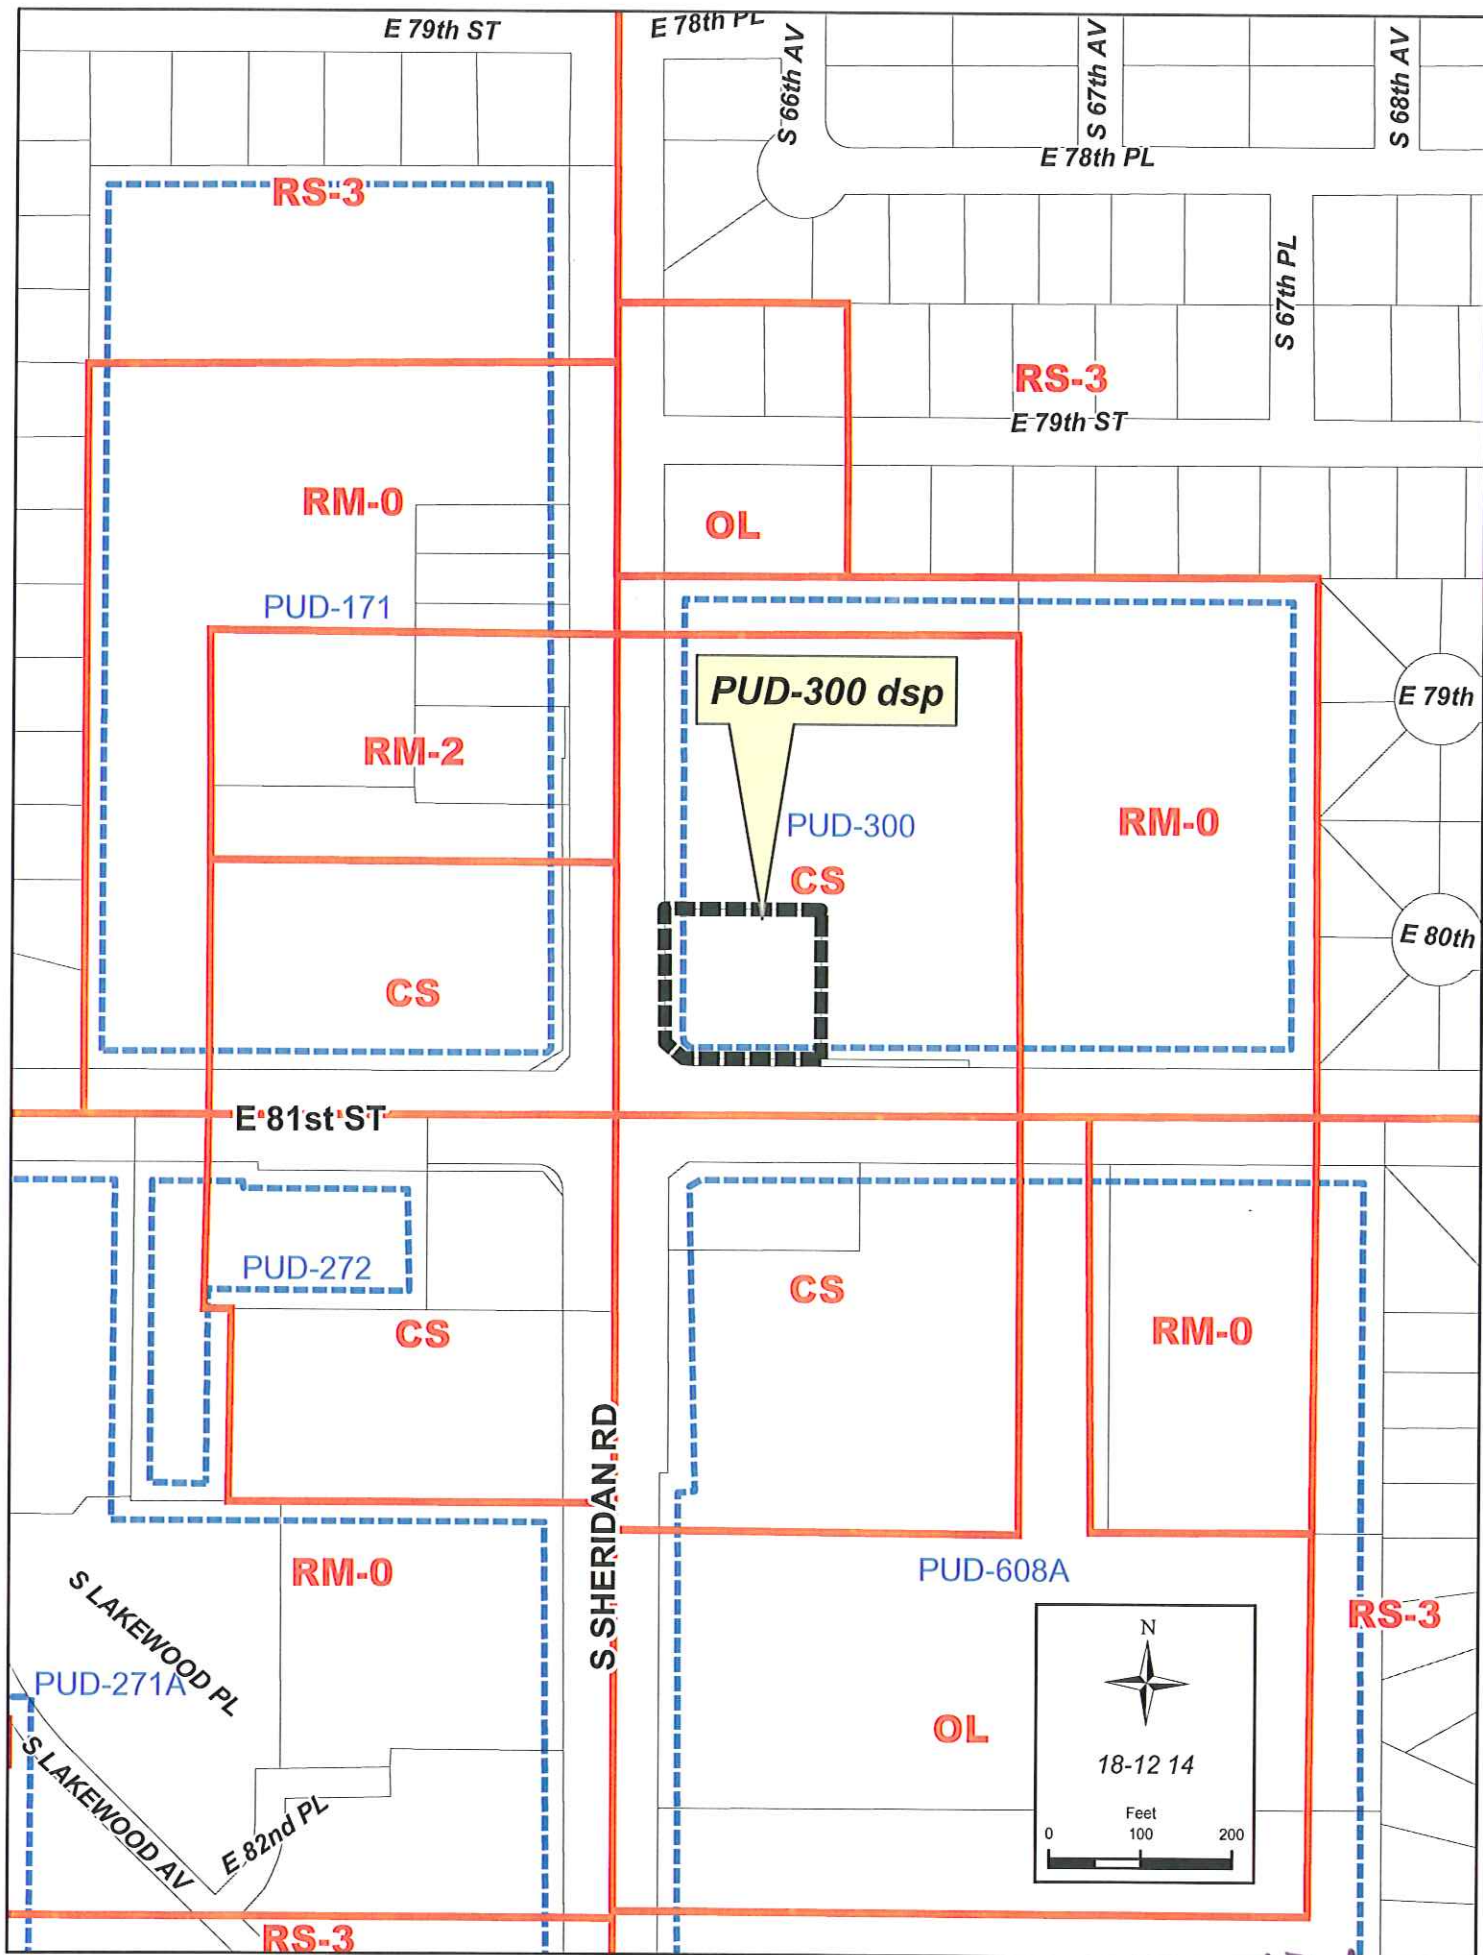 E 79th ST
E 78th PL
S 66th AV
S 67th AV
S 68th AV
E 78th PL
RS-3
S 67th PL
RS-3
E 79th ST
RM-0
OL
PUD-171
PUD-300 dsp
E 79th
RM-2
PUD-300
RM-0
CS
E 80th
CS
E 81st ST
PUD-272
CS
CS
RM-0
S. SHERIDAN RD
RM-0
PUD-608A
S LAKEWOOD PL
RS-3
N
PUD-271A
OL
18-12 14
S LAKEWOOD AV
E 82nd PL
Feet
0 100 200
RS-3